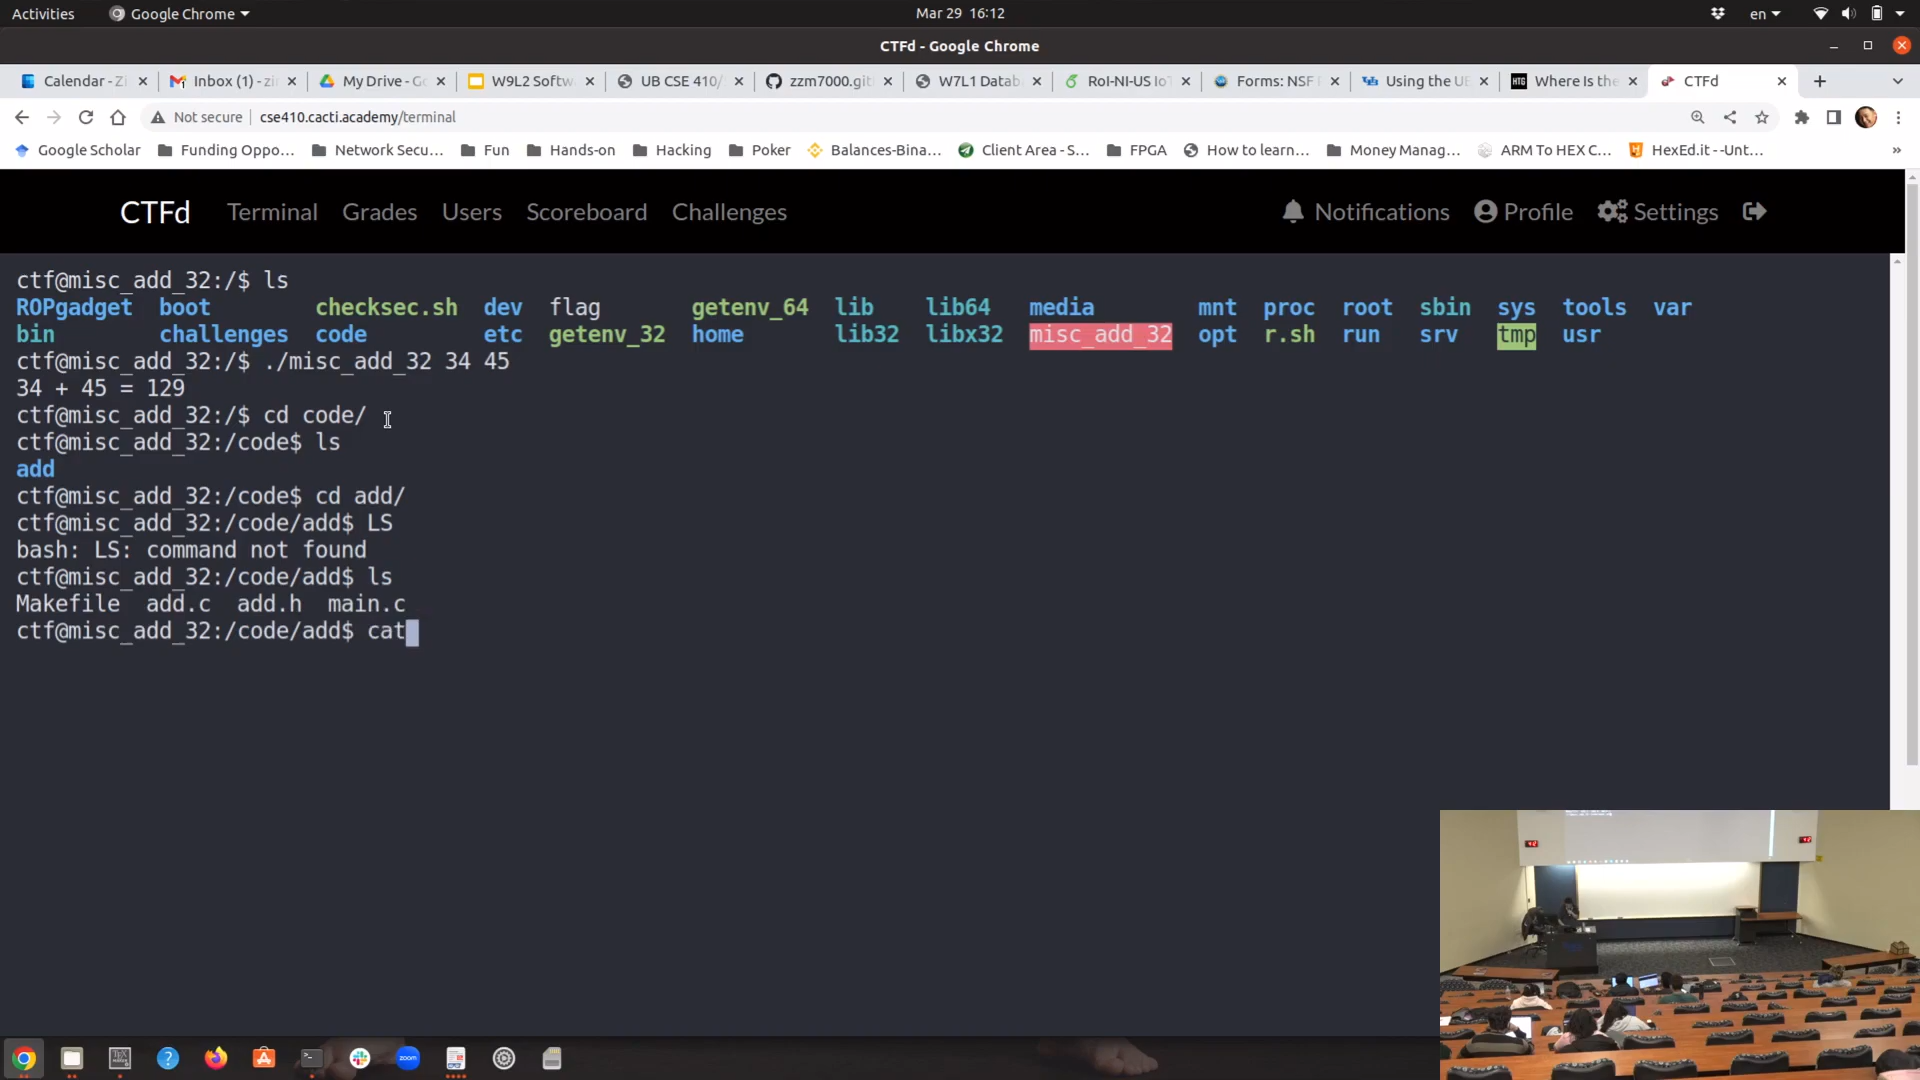 Activities Google Chrome Mar 29 16:12 en
CTFd - Google Chrome
Calendar - Zi Inbox (1) - zi My Drive - Go W9L2 Softw UB CSE 410/ zzm7000.git W7L1 Datab RoI-NI-US Io Forms: NSF Using the UB Where Is the CTFd
Not secure cse410.cacti.academy/terminal
Google Scholar Funding Oppo... Network Secu... Fun Hands-on Hacking Poker Balances-Bina... Client Area - S... FPGA How to learn... Money Manag... ARM To HEX C... HexEd.it --Unt... »
CTFd Terminal Grades Users Scoreboard Challenges Notifications Profile Settings
ctf@misc_add_32:/$ ls
ROPgadget boot checksec.sh dev flag getenv_64 lib lib64 media mnt proc root sbin sys tools var
bin challenges code etc getenv_32 home lib32 libx32 misc_add_32 opt r.sh run srv tmp usr
ctf@misc_add_32:/$ ./misc_add_32 34 45
34 + 45 = 129
ctf@misc_add_32:/$ cd code/
ctf@misc_add_32:/code$ ls
add
ctf@misc_add_32:/code$ cd add/
ctf@misc_add_32:/code/add$ LS
bash: LS: command not found
ctf@misc_add_32:/code/add$ ls
Makefile add.c add.h main.c
ctf@misc_add_32:/code/add$ cat
zoom